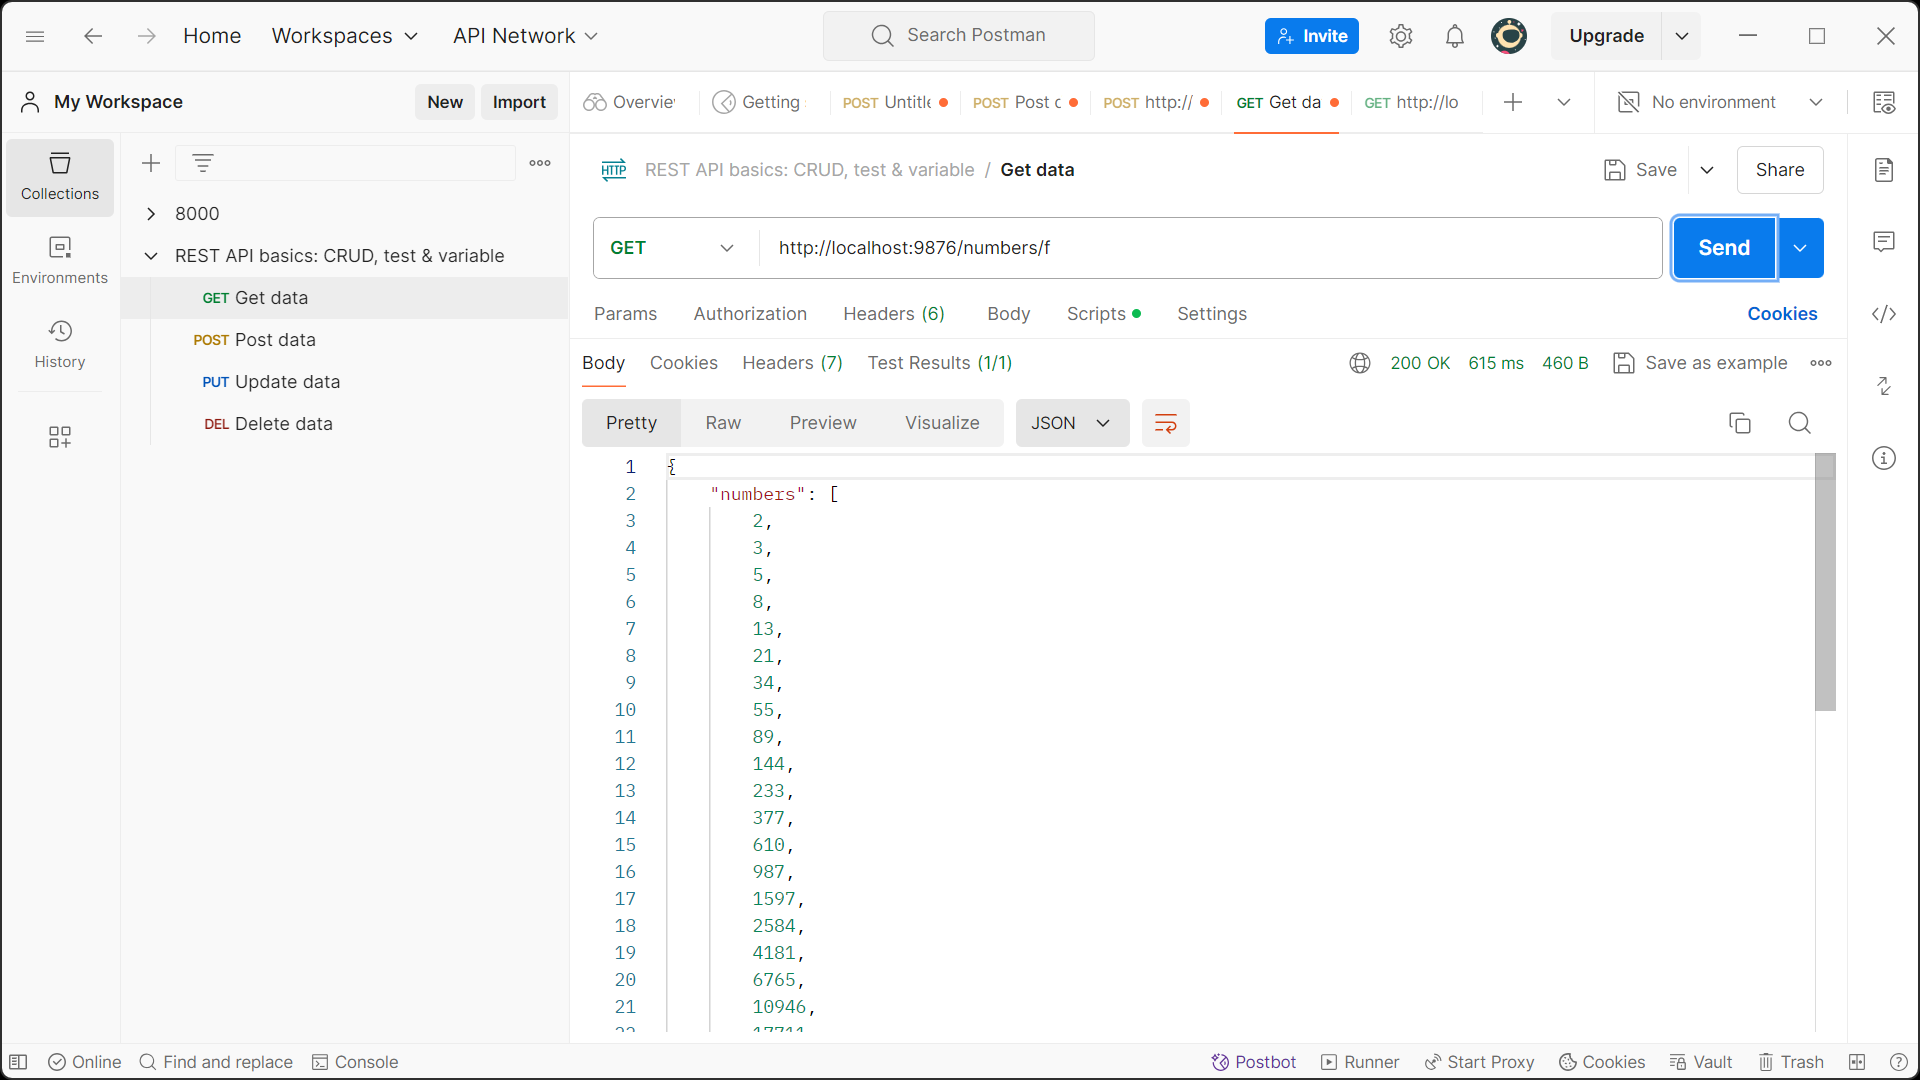 Home
Workspaces
API Network
Search Postman
Invite
Upgrade
My Workspace
New
Import
Overvie
Getting
POST Untitle
POST Post c
POST http://
GET Get da
GET http://lo
No environment
Collections
Environments
History
8000
REST API basics: CRUD, test & variable
GET Get data
POST Post data
PUT Update data
DEL Delete data
HTTP
REST API basics: CRUD, test & variable / Get data
Save
Share
GET
http://localhost:9876/numbers/f
Send
Params
Authorization
Headers (6)
Body
Scripts
Settings
Cookies
Body
Cookies
Headers (7)
Test Results (1/1)
200 OK
615 ms
460 B
Save as example
Pretty
Raw
Preview
Visualize
JSON
1 {
2 "numbers": [
3 2,
4 3,
5 5,
6 8,
7 13,
8 21,
9 34,
10 55,
11 89,
12 144,
13 233,
14 377,
15 610,
16 987,
17 1597,
18 2584,
19 4181,
20 6765,
21 10946,
22 17711
Online
Find and replace
Console
Postbot
Runner
Start Proxy
Cookies
Vault
Trash